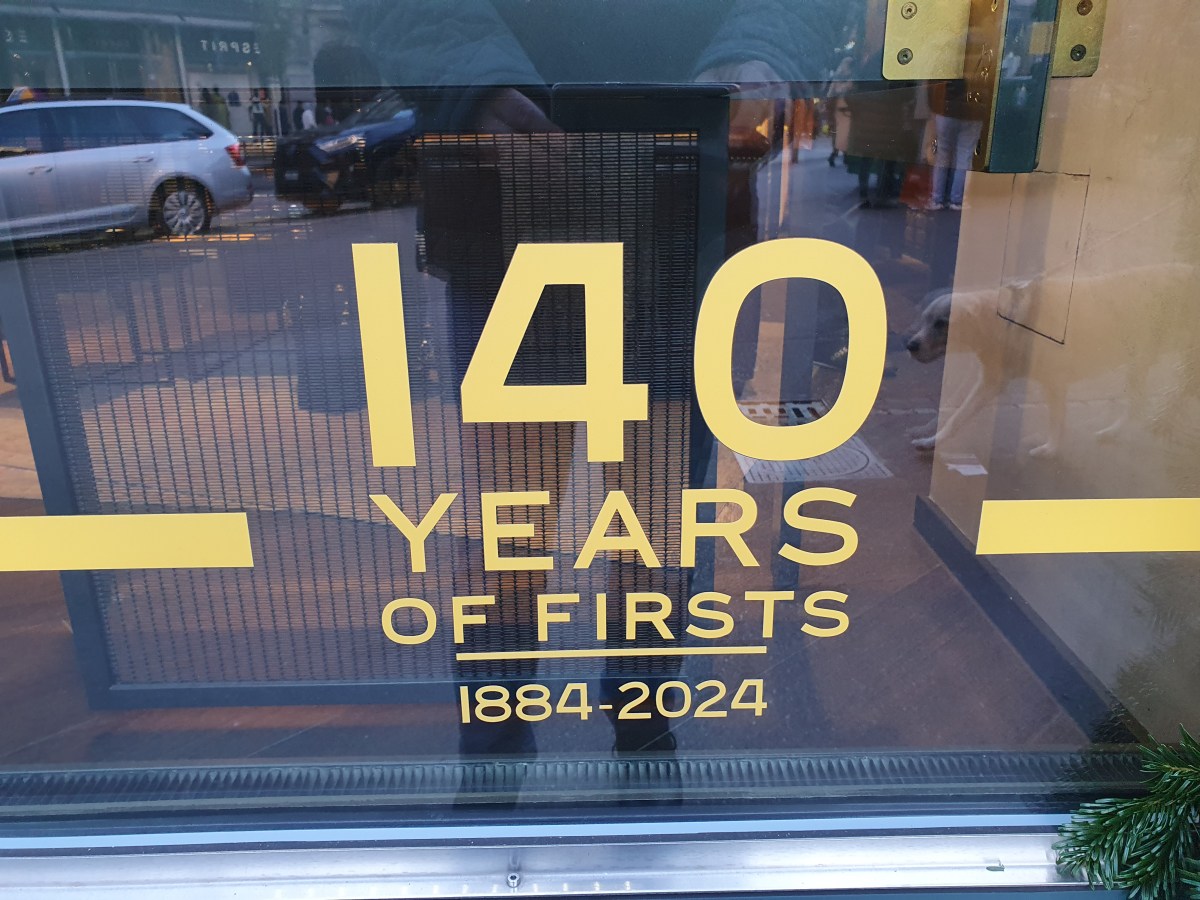 ESPRIT
140
YEARS
OF FIRSTS
1884-2024